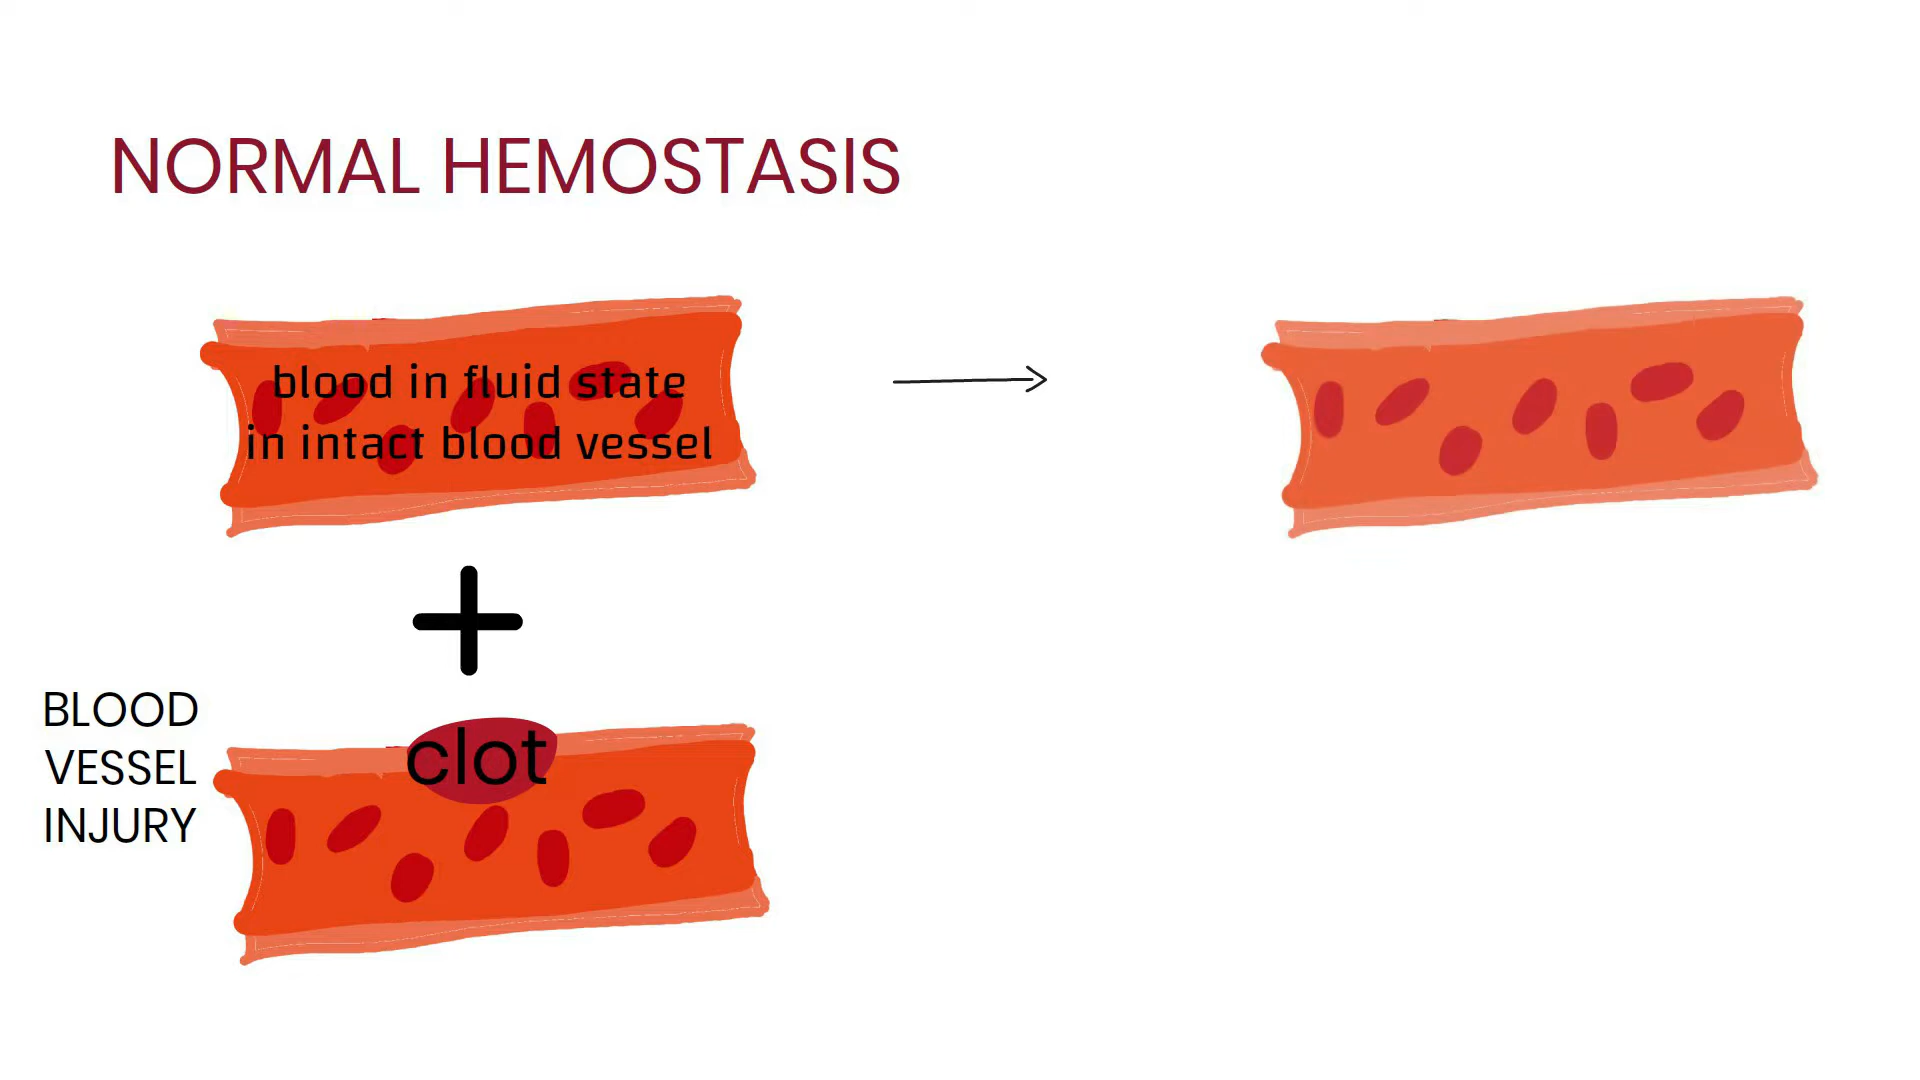 NORMAL HEMOSTASIS
blood in fluid state
in intact blood vessel
BLOOD
VESSEL
INJURY
clot